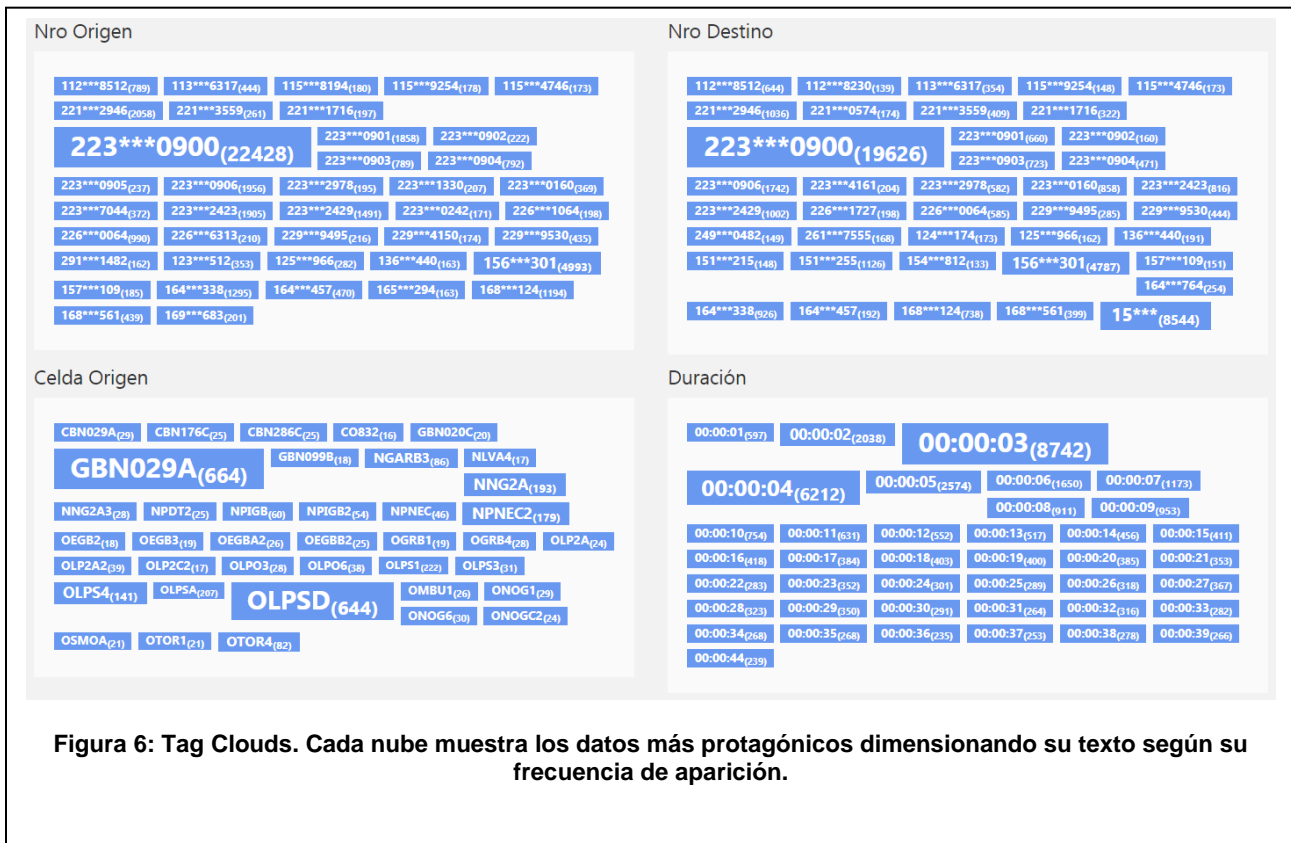 Nro Origen
112***8512(789) 113***6317(444) 115***8194(180) 115***9254(178) 115***4746(173)
221***2946(2058) 221***3559(261) 221***1716(197)
223***0900(22428) 223***0901(1858) 223***0902(222)
223***0903(789) 223***0904(792)
223***0905(237) 223***0906(1956) 223***2978(195) 223***1330(207) 223***0160(369)
223***7044(372) 223***2423(1905) 223***2429(1491) 223***0242(171) 226***1064(198)
226***0064(990) 226***6313(210) 229***9495(216) 229***4150(174) 229***9530(435)
291***1482(162) 123***512(353) 125***966(282) 136***440(163) 156***301(4993)
157***109(185) 164***338(1295) 164***457(470) 165***294(163) 168***124(1194)
168***561(439) 169***683(201)
Nro Destino
112***8512(644) 112***8230(139) 113***6317(354) 115***9254(148) 115***4746(173)
221***2946(1036) 221***0574(174) 221***3559(409) 221***1716(322)
223***0900(19626) 223***0901(660) 223***0902(160)
223***0903(723) 223***0904(471)
223***0906(1742) 223***4161(204) 223***2978(582) 223***0160(858) 223***2423(816)
223***2429(1002) 226***1727(198) 226***0064(585) 229***9495(285) 229***9530(444)
249***0482(149) 261***7555(168) 124***174(173) 125***966(162) 136***440(191)
151***215(148) 151***255(1126) 154***812(133) 156***301(4787) 157***109(151)
164***764(254)
164***338(926) 164***457(192) 168***124(738) 168***561(399) 15***(8544)
Celda Origen
CBN029A(29) CBN176C(25) CBN286C(25) CO832(16) GBN020C(20)
GBN029A(664) GBN099B(18) NGARB3(86) NLVA4(17)
NNG2A(193)
NNG2A3(28) NPDT2(25) NPIGB(60) NPIGB2(54) NPNEC(46) NPNEC2(179)
OEGB2(18) OEGB3(19) OEGBA2(26) OEGBB2(25) OGRB1(19) OGRB4(28) OLP2A(24)
OLP2A2(39) OLP2C2(17) OLPO3(28) OLPO6(38) OLPS1(222) OLPS3(31)
OLPS4(141) OLPSA(207) OLPSD(644) OMBU1(26) ONOG1(29)
ONOG6(30) ONOGC2(24)
OSMOA(21) OTOR1(21) OTOR4(82)
Duración
00:00:01(597) 00:00:02(2038) 00:00:03(8742)
00:00:04(6212) 00:00:05(2574) 00:00:06(1650) 00:00:07(1173)
00:00:08(911) 00:00:09(953)
00:00:10(754) 00:00:11(631) 00:00:12(552) 00:00:13(517) 00:00:14(456) 00:00:15(411)
00:00:16(418) 00:00:17(384) 00:00:18(403) 00:00:19(400) 00:00:20(385) 00:00:21(353)
00:00:22(283) 00:00:23(352) 00:00:24(301) 00:00:25(289) 00:00:26(318) 00:00:27(367)
00:00:28(323) 00:00:29(350) 00:00:30(291) 00:00:31(264) 00:00:32(316) 00:00:33(282)
00:00:34(268) 00:00:35(268) 00:00:36(235) 00:00:37(253) 00:00:38(278) 00:00:39(266)
00:00:44(239)
Figura 6: Tag Clouds. Cada nube muestra los datos más protagónicos dimensionando su texto según su
frecuencia de aparición.